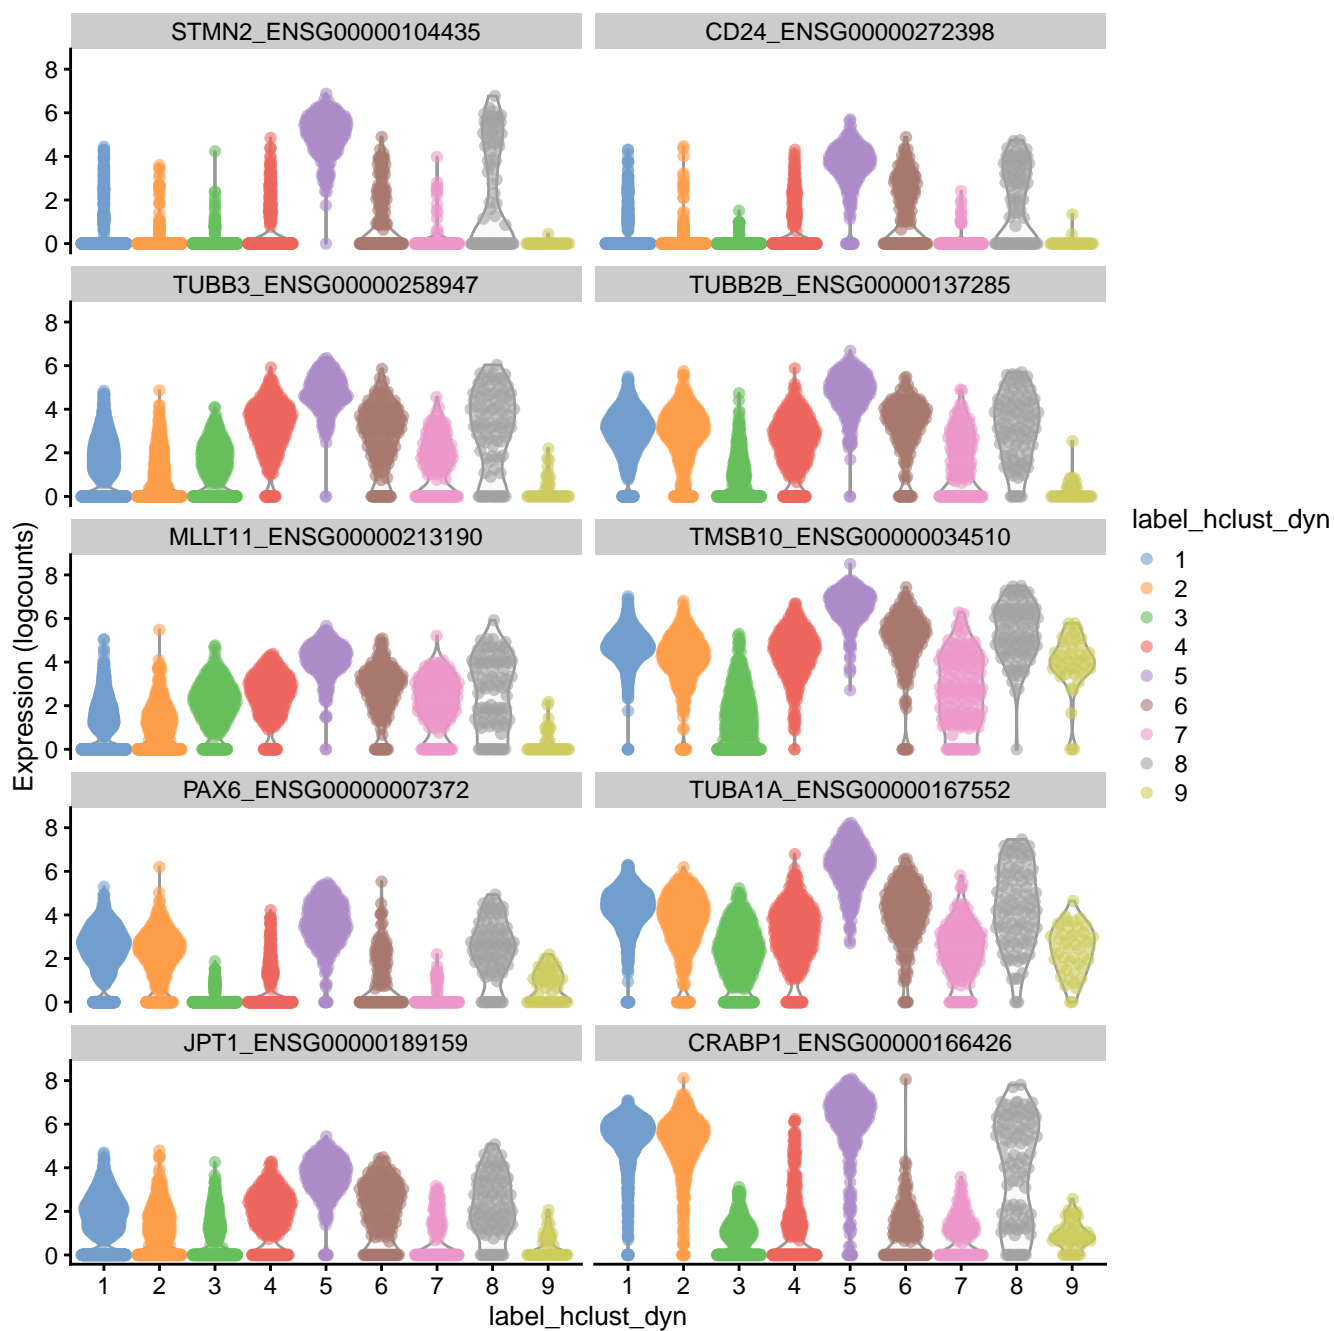 STMN2_ENSG00000104435
CD24_ENSG00000272398
8
6
4
2
0
TUBB3_ENSG00000258947
TUBB2B_ENSG00000137285
8
6
4
2
0
MLLT11_ENSG00000213190
TMSB10_ENSG00000034510
8
6
4
2
0
PAX6_ENSG00000007372
TUBA1A_ENSG00000167552
8
6
4
2
0
JPT1_ENSG00000189159
CRABP1_ENSG00000166426
8
6
4
2
0
1 2 3 4 5 6 7 8 9
1 2 3 4 5 6 7 8 9
label_hclust_dyn
Expression (logcounts)
label_hclust_dyn
1
2
3
4
5
6
7
8
9